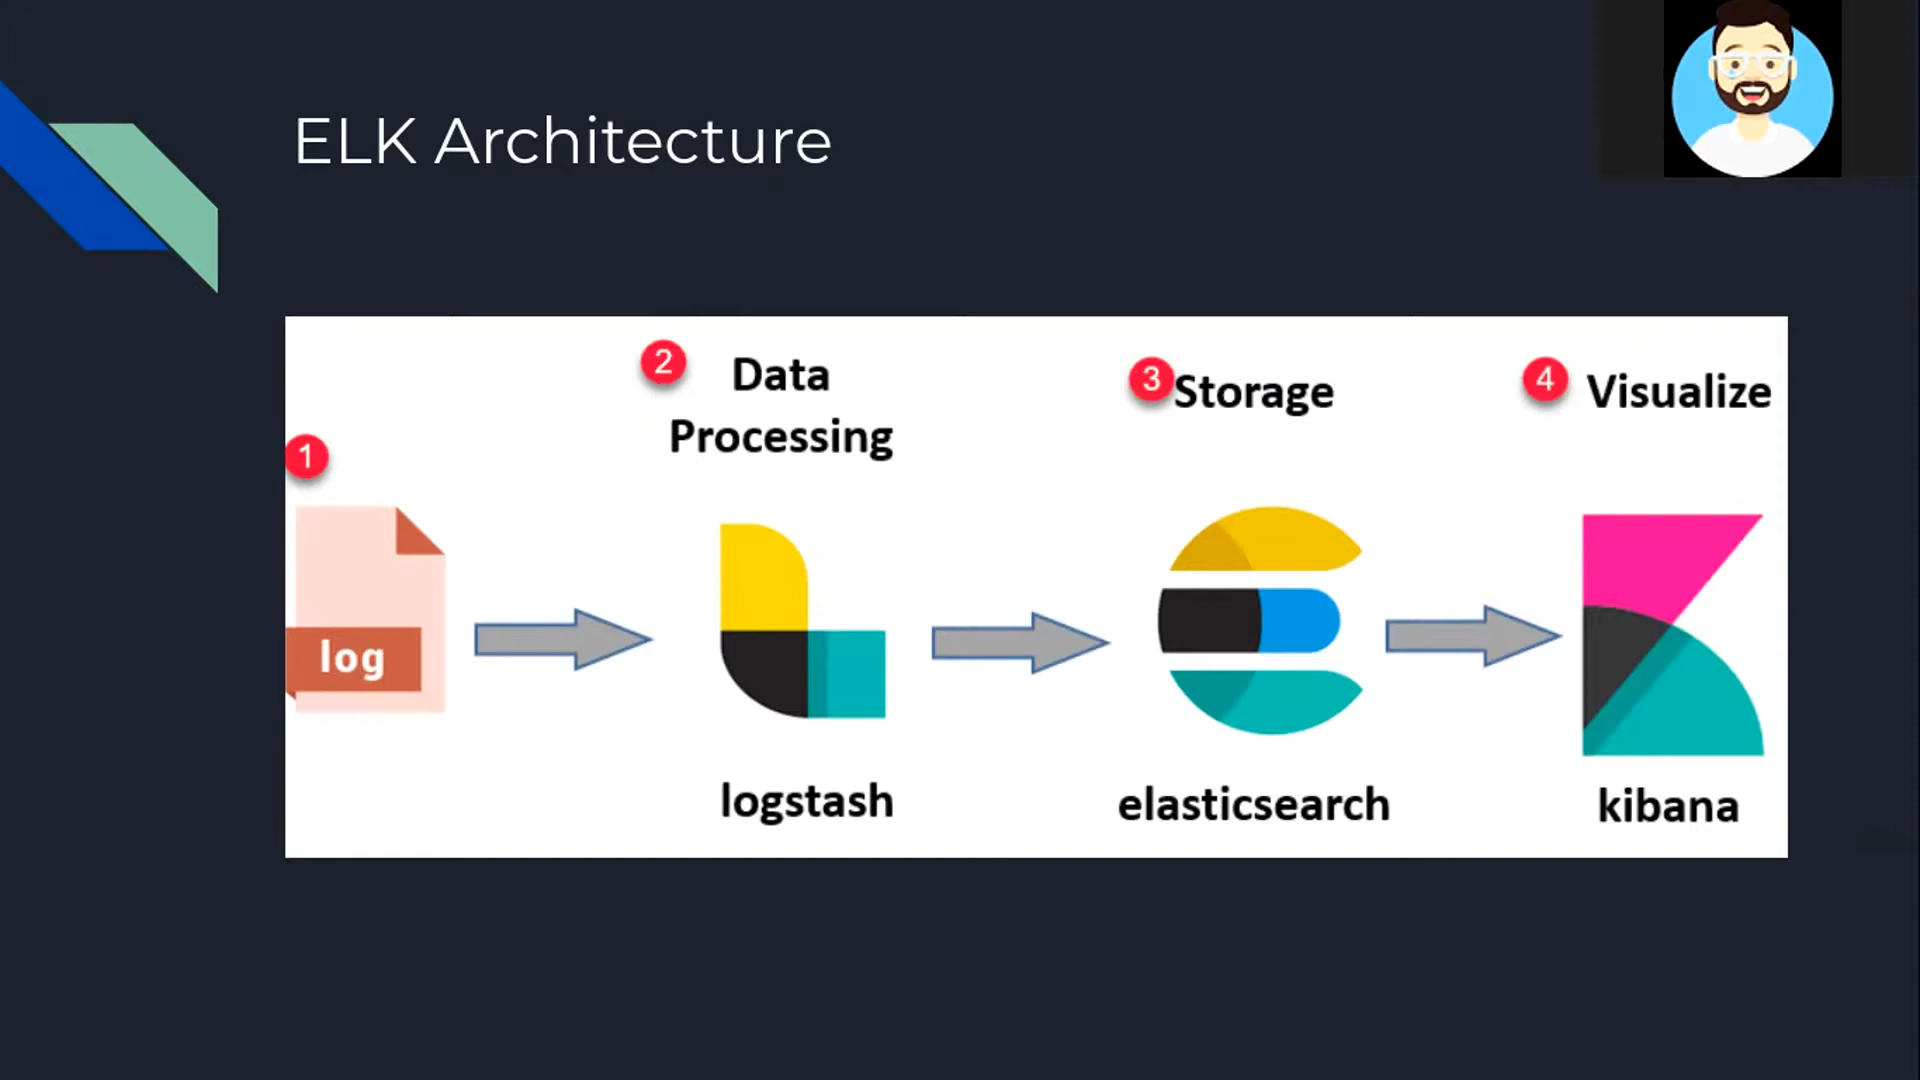 ELK Architecture
1
log
2
Data
Processing
logstash
3
Storage
elasticsearch
4
Visualize
kibana